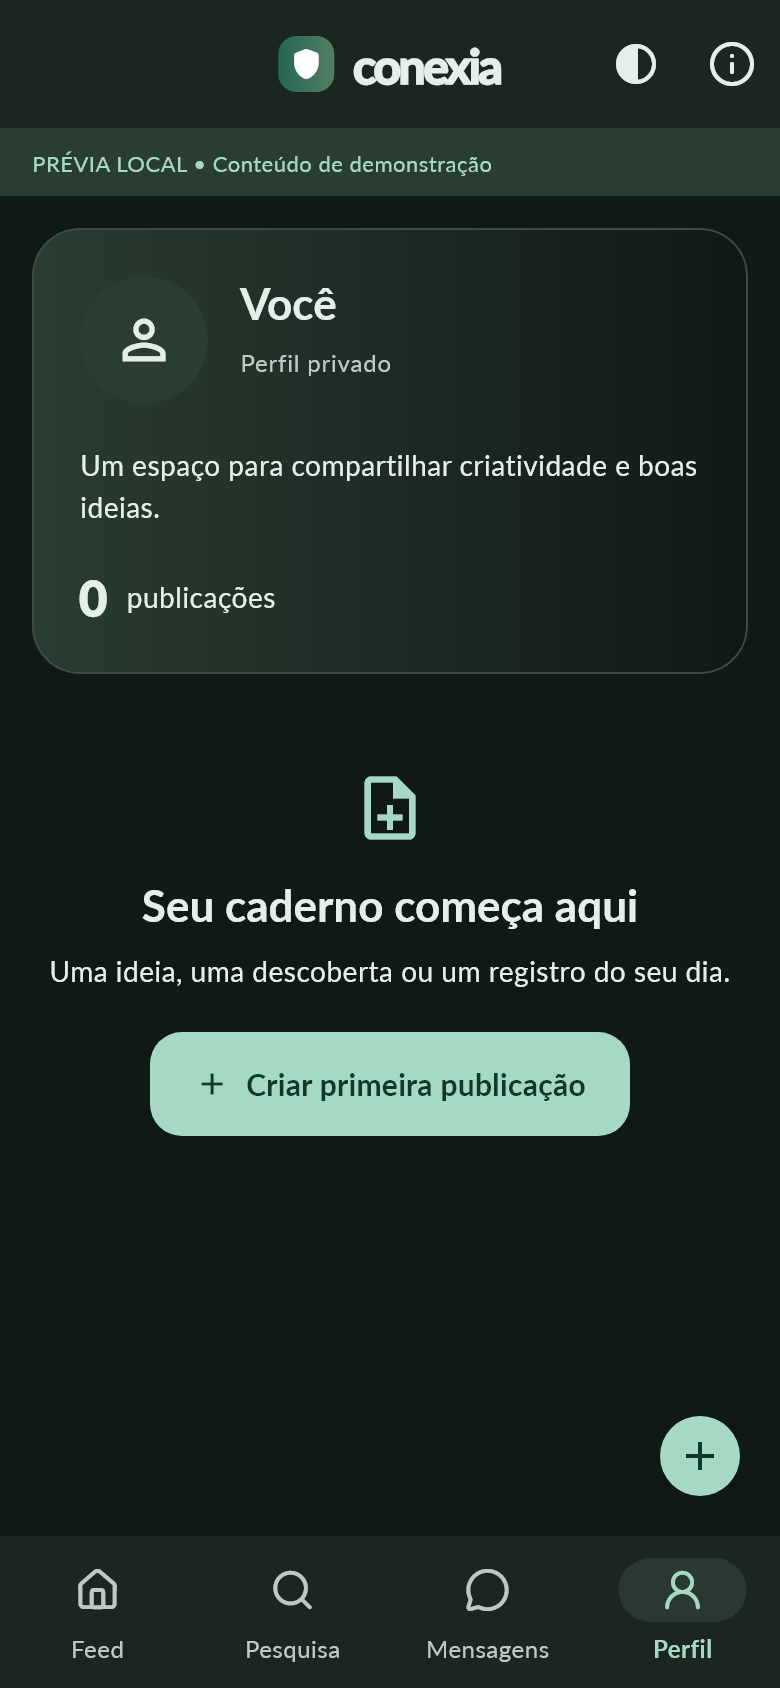 conexia
PRÉVIA LOCAL • Conteúdo de demonstração
Você
Perfil privado
Um espaço para compartilhar criatividade e boas
ideias.
0 publicações
Seu caderno começa aqui
Uma ideia, uma descoberta ou um registro do seu dia.
Criar primeira publicação
Feed
Pesquisa
Mensagens
Perfil